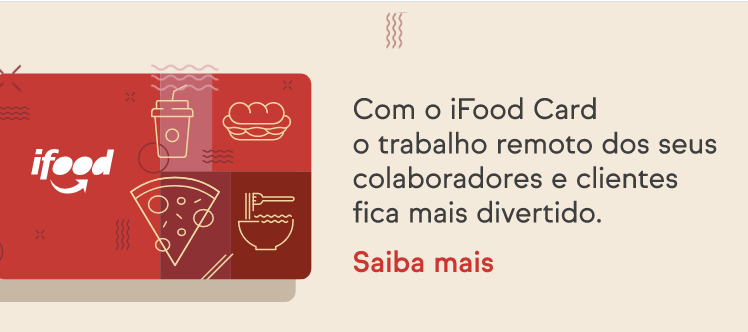 ifood
Com o iFood Card
o trabalho remoto dos seus
colaboradores e clientes
fica mais divertido.
Saiba mais